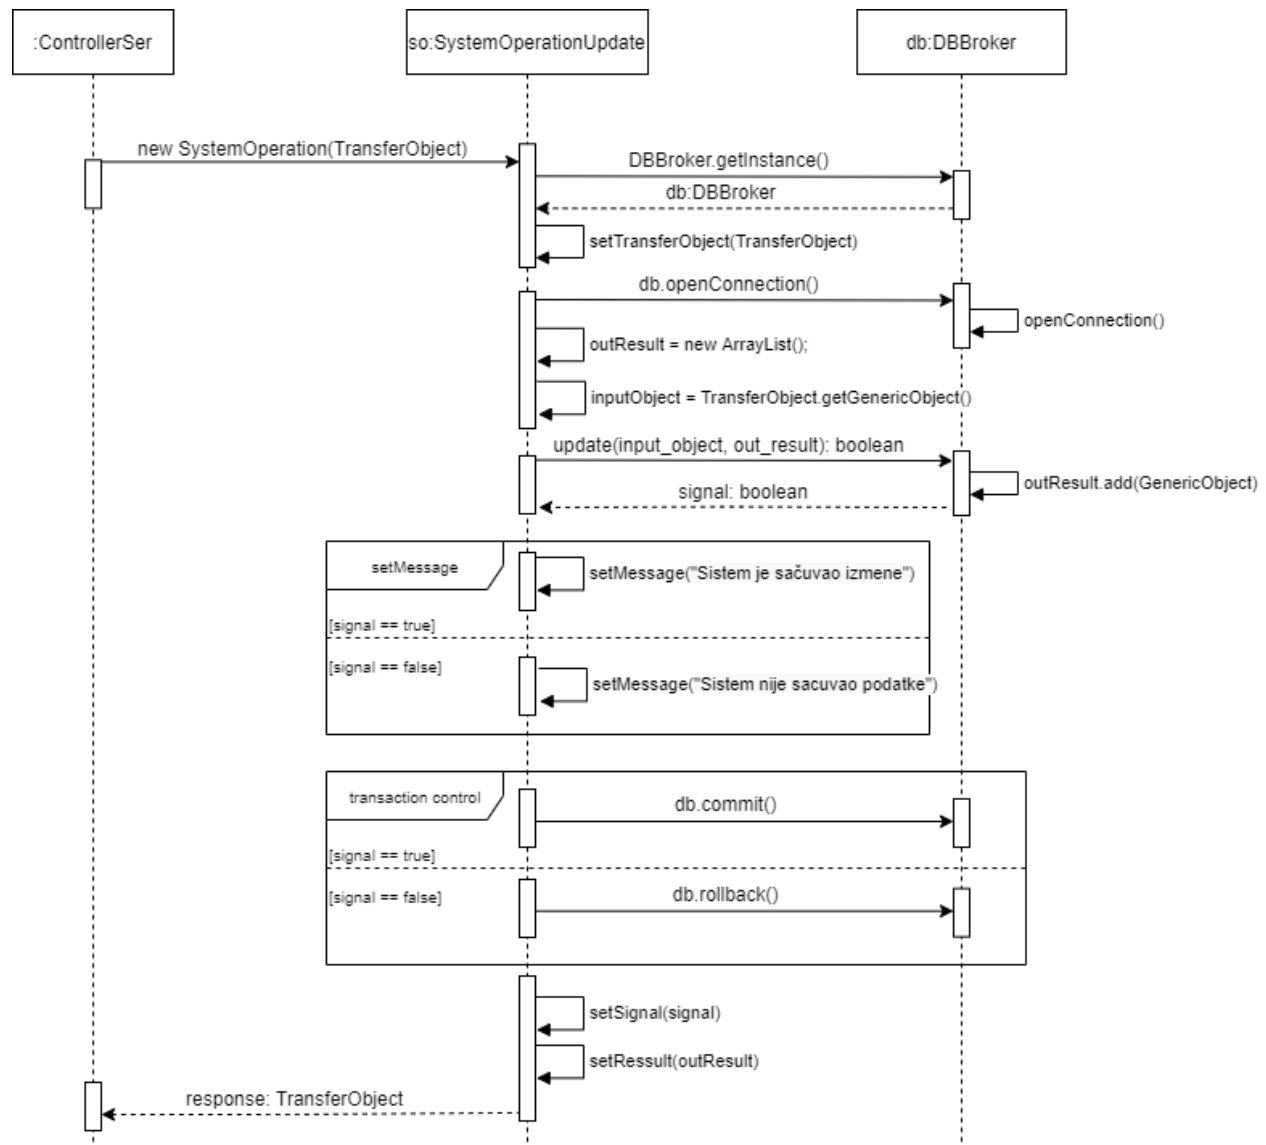 :ControllerSer
so:SystemOperationUpdate
db:DBBroker
new SystemOperation(TransferObject)
DBBroker.getInstance()
db:DBBroker
setTransferObject(TransferObject)
db.openConnection()
openConnection()
outResult = new ArrayList();
inputObject = TransferObject.getGenericObject()
update(input_object, out_result): boolean
outResult.add(GenericObject)
signal: boolean
setMessage
setMessage("Sistem je sačuvao izmene")
[signal == true]
[signal == false]
setMessage("Sistem nije sacuvao podatke")
transaction control
db.commit()
[signal == true]
[signal == false]
db.rollback()
setSignal(signal)
setRessult(outResult)
response: TransferObject